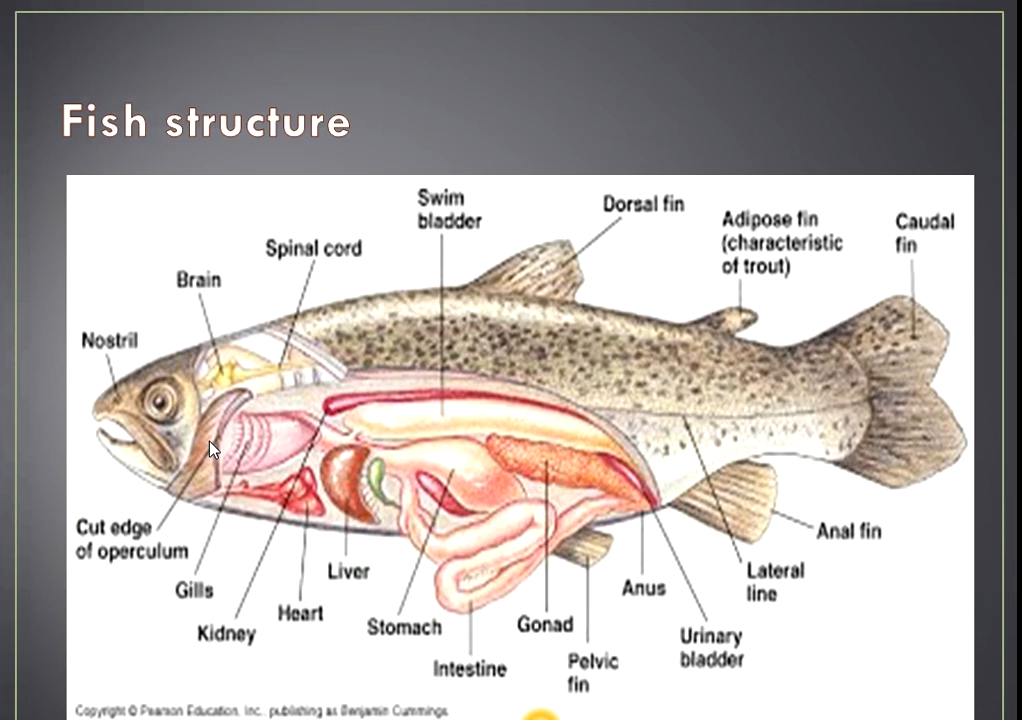 Fish structure
Swim
bladder
Dorsal fin
Adipose fin
(characteristic
of trout)
Caudal
fin
Spinal cord
Brain
Nostril
Cut edge
of operculum
Gills
Kidney
Heart
Liver
Stomach
Intestine
Gonad
Pelvic
fin
Anus
Urinary
bladder
Lateral
line
Anal fin
Copyright © Pearson Education, Inc., publishing as Benjamin Cummings.